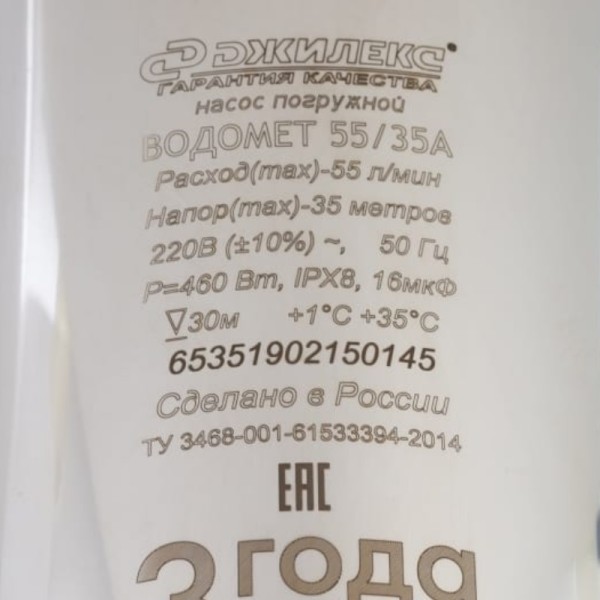 ДЖИЛЕКС
ГАРАНТИЯ КАЧЕСТВА
насос погружной
ВОДОМЕТ 55/35А
Расход(max)-55 л/мин
Напор(max)-35 метров
220В (±10%) ~, 50 Гц
P=460 Вт, IPX8, 16мкФ
▽30м +1°C +35°C
65351902150145
Сделано в России
ТУ 3468-001-61533394-2014
EAC
3 года